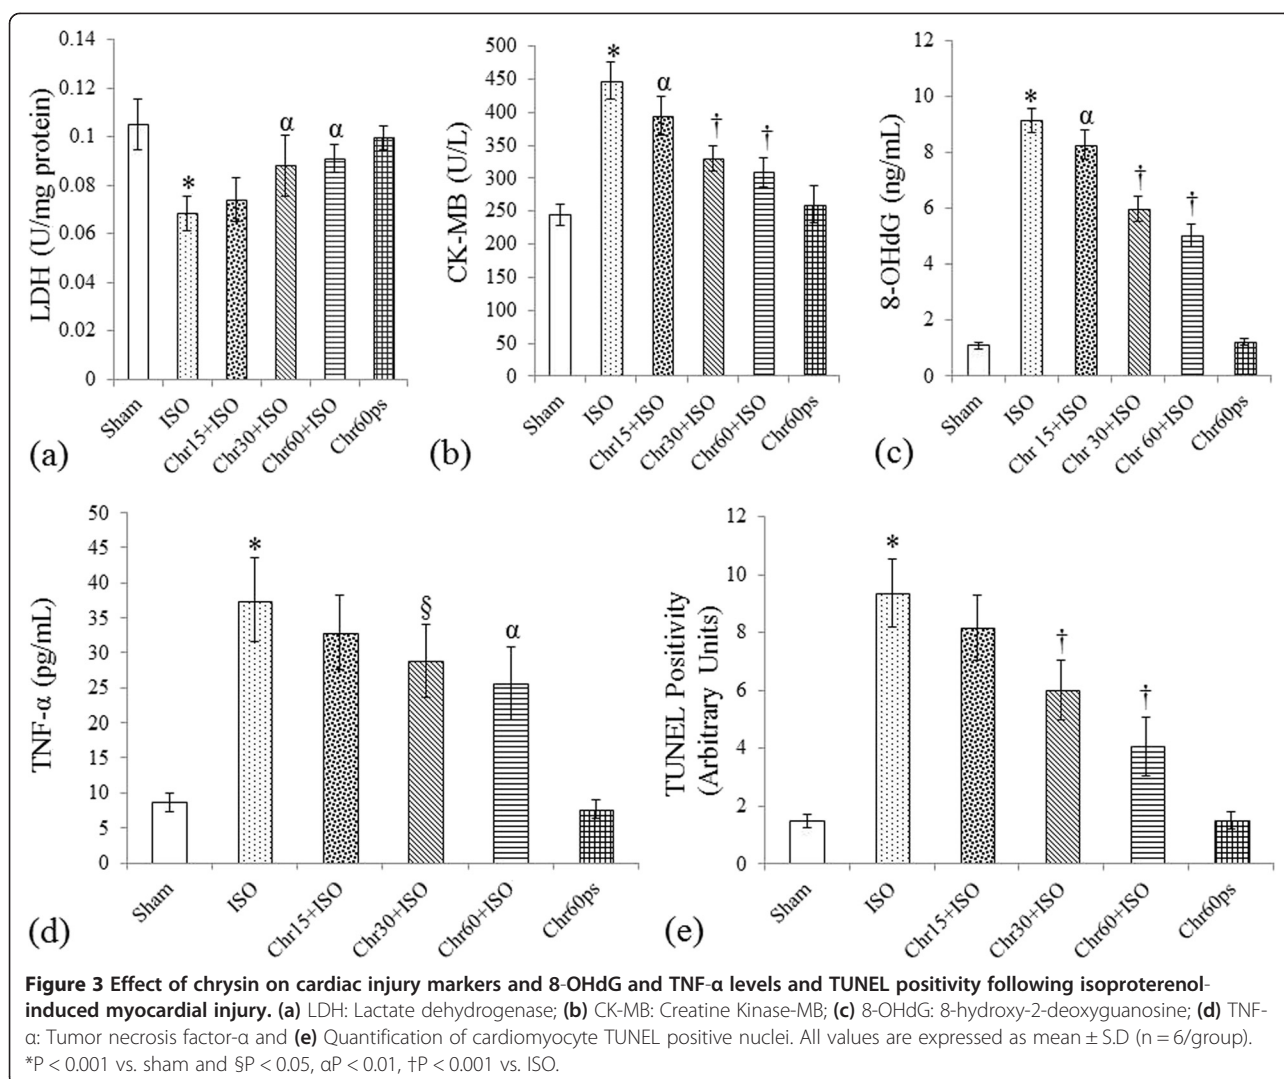 0.14
0.12
0.1
0.08
0.06
0.04
0.02
0
LDH (U/mg protein)
*
α
α
Sham
ISO
Chr15+ISO
Chr30+ISO
Chr60+ISO
Chr60ps
(a)
500
450
400
350
300
250
200
150
100
50
0
CK-MB (U/L)
*
α
†
†
Sham
ISO
Chr15+ISO
Chr30+ISO
Chr60+ISO
Chr60ps
(b)
12
10
8
6
4
2
0
8-OHdG (ng/mL)
*
α
†
†
Sham
ISO
Chr 15+ISO
Chr 30+ISO
Chr 60+ISO
Chr60ps
(c)
50
45
40
35
30
25
20
15
10
5
0
TNF-α (pg/mL)
*
§
α
Sham
ISO
Chr15+ISO
Chr30+ISO
Chr60+ISO
Chr60ps
(d)
12
10
8
6
4
2
0
TUNEL Positivity
(Arbitrary Units)
*
†
†
Sham
ISO
Chr15+ISO
Chr30+ISO
Chr60+ISO
Chr60ps
(e)
Figure 3 Effect of chrysin on cardiac injury markers and 8-OHdG and TNF-α levels and TUNEL positivity following isoproterenol-
induced myocardial injury. (a) LDH: Lactate dehydrogenase; (b) CK-MB: Creatine Kinase-MB; (c) 8-OHdG: 8-hydroxy-2-deoxyguanosine; (d) TNF-
α: Tumor necrosis factor-α and (e) Quantification of cardiomyocyte TUNEL positive nuclei. All values are expressed as mean ± S.D (n = 6/group).
*P < 0.001 vs. sham and §P < 0.05, αP < 0.01, †P < 0.001 vs. ISO.